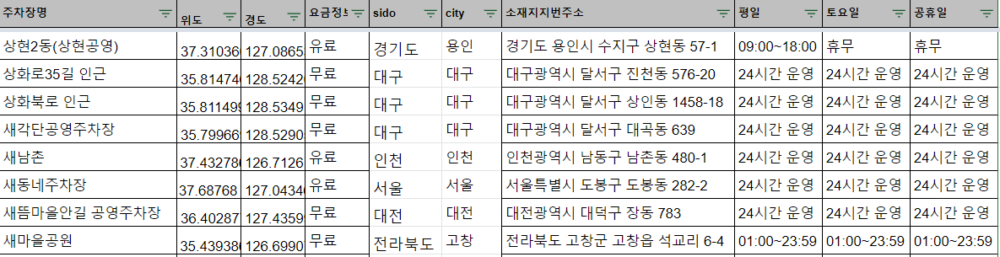 주차장명 위도 경도 요금정보 sido city 소재지지번주소 평일 토요일 공휴일
상현2동(상현공영) 37.31036 127.0865 유료 경기도 용인 경기도 용인시 수지구 상현동 57-1 09:00~18:00 휴무 휴무
상화로35길 인근 35.81474 128.5242 무료 대구 대구 대구광역시 달서구 진천동 576-20 24시간 운영 24시간 운영 24시간 운영
상화북로 인근 35.811499 128.5349 무료 대구 대구 대구광역시 달서구 상인동 1458-18 24시간 운영 24시간 운영 24시간 운영
새각단공영주차장 35.79966 128.5290 무료 대구 대구 대구광역시 달서구 대곡동 639 24시간 운영 24시간 운영 24시간 운영
새남촌 37.43278 126.7126 유료 인천 인천 인천광역시 남동구 남촌동 480-1 24시간 운영 24시간 운영 24시간 운영
새동네주차장 37.68768 127.0434 유료 서울 서울 서울특별시 도봉구 도봉동 282-2 24시간 운영 24시간 운영 24시간 운영
새뜸마을안길 공영주차장 36.40287 127.4359 무료 대전 대전 대전광역시 대덕구 장동 783 24시간 운영 24시간 운영 24시간 운영
새마을공원 35.43938 126.6990 무료 전라북도 고창 전라북도 고창군 고창읍 석교리 6-4 01:00~23:59 01:00~23:59 01:00~23:59